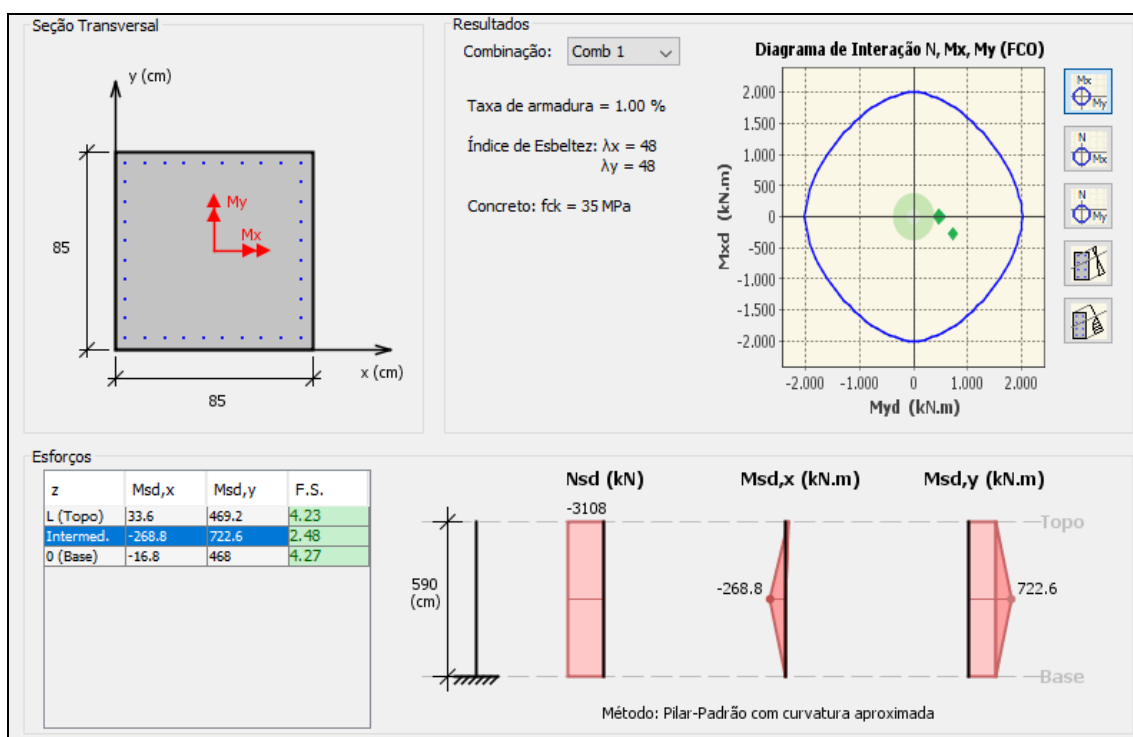 Seção Transversal
y (cm)
85
My
Mx
x (cm)
85
Resultados
Combinação: Comb 1
Taxa de armadura = 1.00 %
Índice de Esbeltez: λx = 48
λy = 48
Concreto: fck = 35 MPa
Diagrama de Interação N, Mx, My (FCO)
Mxd (kN.m)
2.000
1.500
1.000
500
0
-500
-1.000
-1.500
-2.000
-2.000 -1.000 0 1.000 2.000
Myd (kN.m)
Mx
My
N
Mx
N
My
Esforços
z Msd,x Msd,y F.S.
L (Topo) 33.6 469.2 4.23
Intermed. -268.8 722.6 2.48
0 (Base) -16.8 468 4.27
Nsd (kN) Msd,x (kN.m) Msd,y (kN.m)
-3108
Topo
590
(cm)
-268.8
722.6
Base
Método: Pilar-Padrão com curvatura aproximada